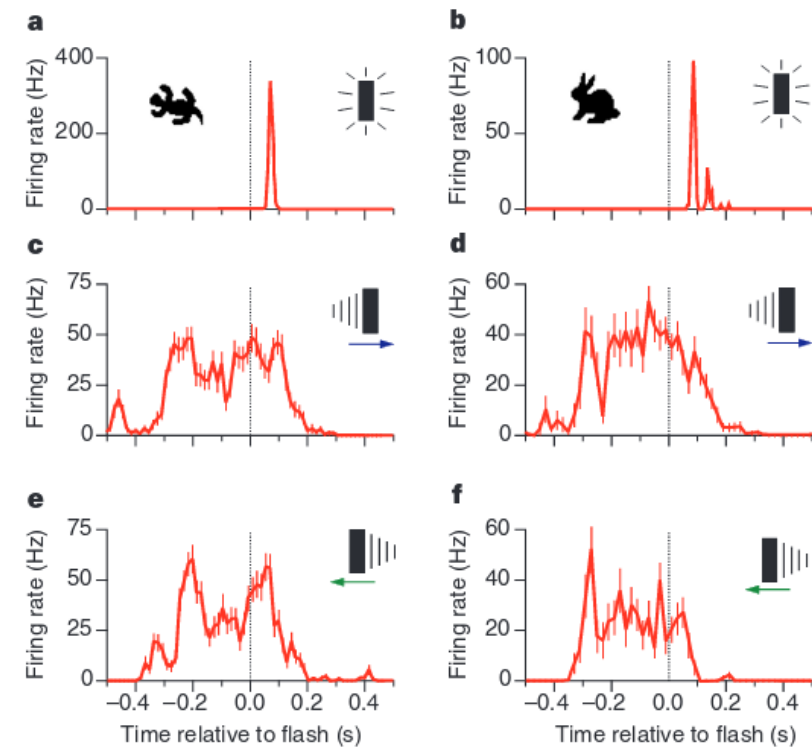 a
Firing rate (Hz)
400
200
0
b
Firing rate (Hz)
100
50
0
c
Firing rate (Hz)
75
50
25
0
d
Firing rate (Hz)
60
40
20
0
e
Firing rate (Hz)
75
50
25
0
–0.4 –0.2 0.0 0.2 0.4
Time relative to flash (s)
f
Firing rate (Hz)
60
40
20
0
–0.4 –0.2 0.0 0.2 0.4
Time relative to flash (s)